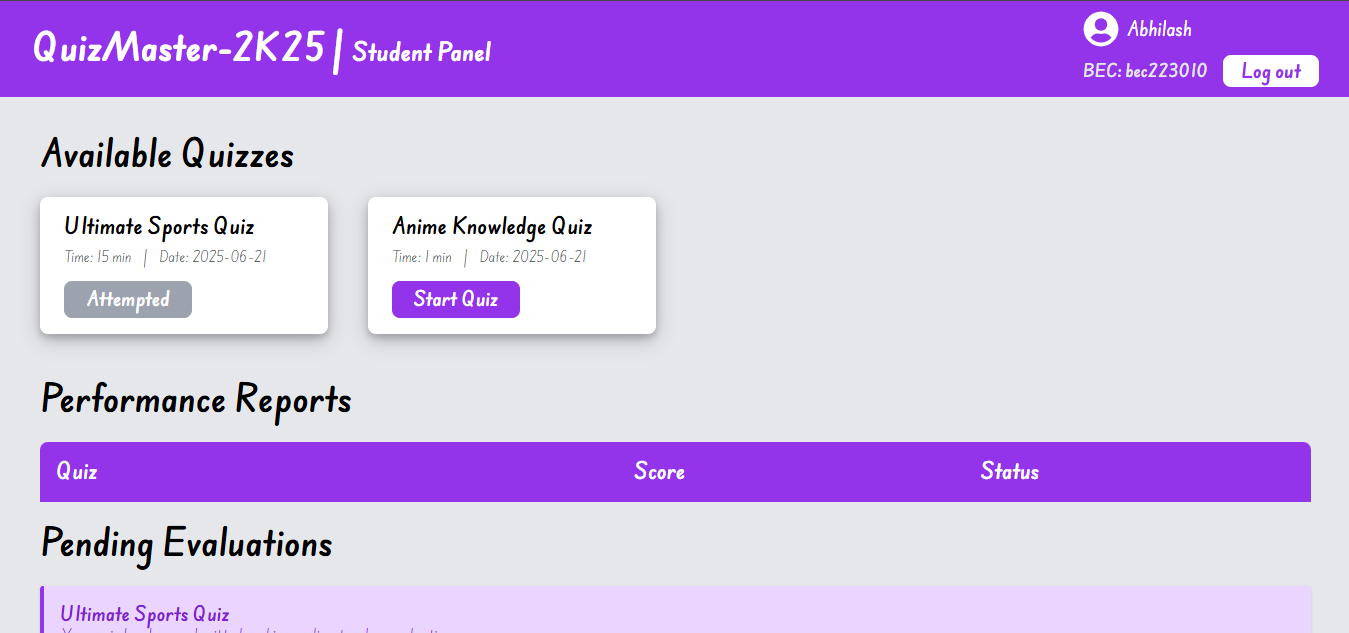 QuizMaster-2K25 | Student Panel
Abhilash
BEC: bec223010 Log out
Available Quizzes
Ultimate Sports Quiz
Time: 15 min | Date: 2025-06-21
Attempted
Anime Knowledge Quiz
Time: 1 min | Date: 2025-06-21
Start Quiz
Performance Reports
Quiz Score Status
Pending Evaluations
Ultimate Sports Quiz